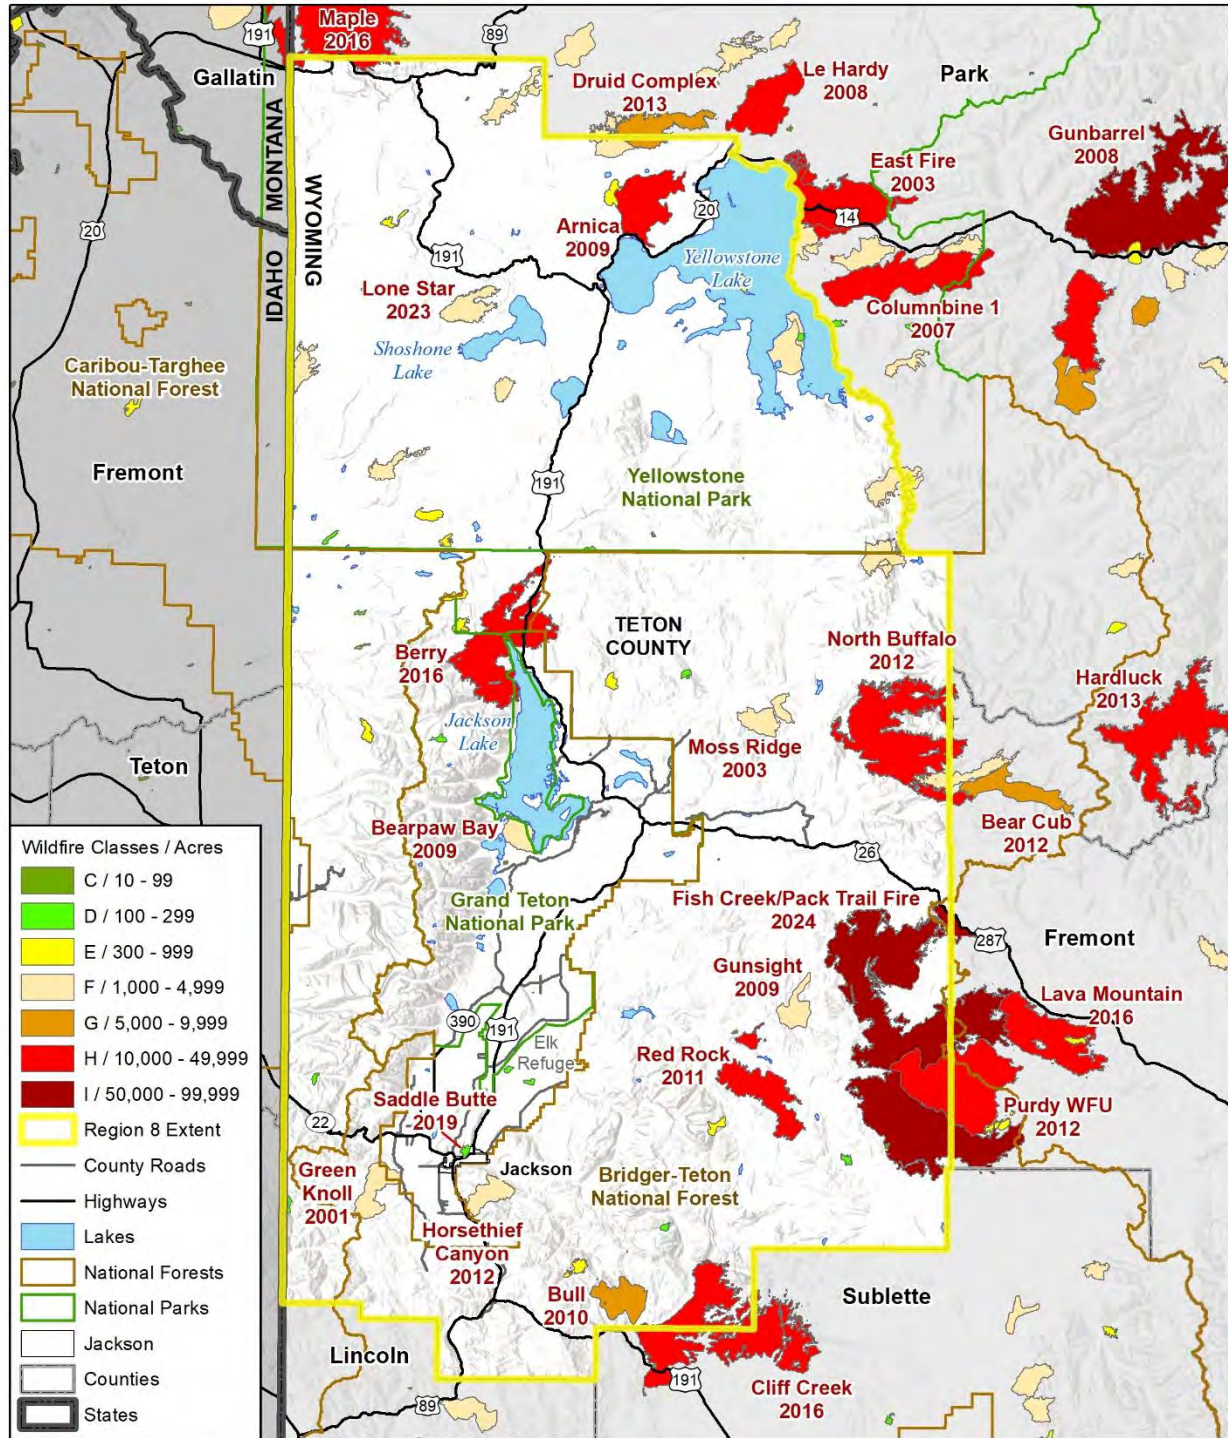 Maple
2016
191
89
Gallatin
Druid Complex
2013
Le Hardy
2008
Park
Gunbarrel
2008
MONTANA
IDAHO
WYOMING
East Fire
2003
20
Arnica
2009
20
14
191
Yellowstone
Lake
Lone Star
2023
Columnbine 1
2007
Shoshone
Lake
Caribou-Targhee
National Forest
Fremont
191
Yellowstone
National Park
TETON
COUNTY
Berry
2016
North Buffalo
2012
Hardluck
2013
Jackson
Lake
Moss Ridge
2003
Teton
Bearpaw Bay
2009
Bear Cub
2012
26
Grand Teton
National Park
Fish Creek/Pack Trail Fire
2024
287
Fremont
Gunsight
2009
Lava Mountain
2016
390
191
Elk
Refuge
Red Rock
2011
Saddle Butte
2019
22
Purdy WFU
2012
Jackson
Green
Knoll
2001
Bridger-Teton
National Forest
Horsethief
Canyon
2012
Bull
2010
Sublette
Lincoln
191
Cliff Creek
2016
89
Wildfire Classes / Acres
C / 10 - 99
D / 100 - 299
E / 300 - 999
F / 1,000 - 4,999
G / 5,000 - 9,999
H / 10,000 - 49,999
I / 50,000 - 99,999
Region 8 Extent
County Roads
Highways
Lakes
National Forests
National Parks
Jackson
Counties
States